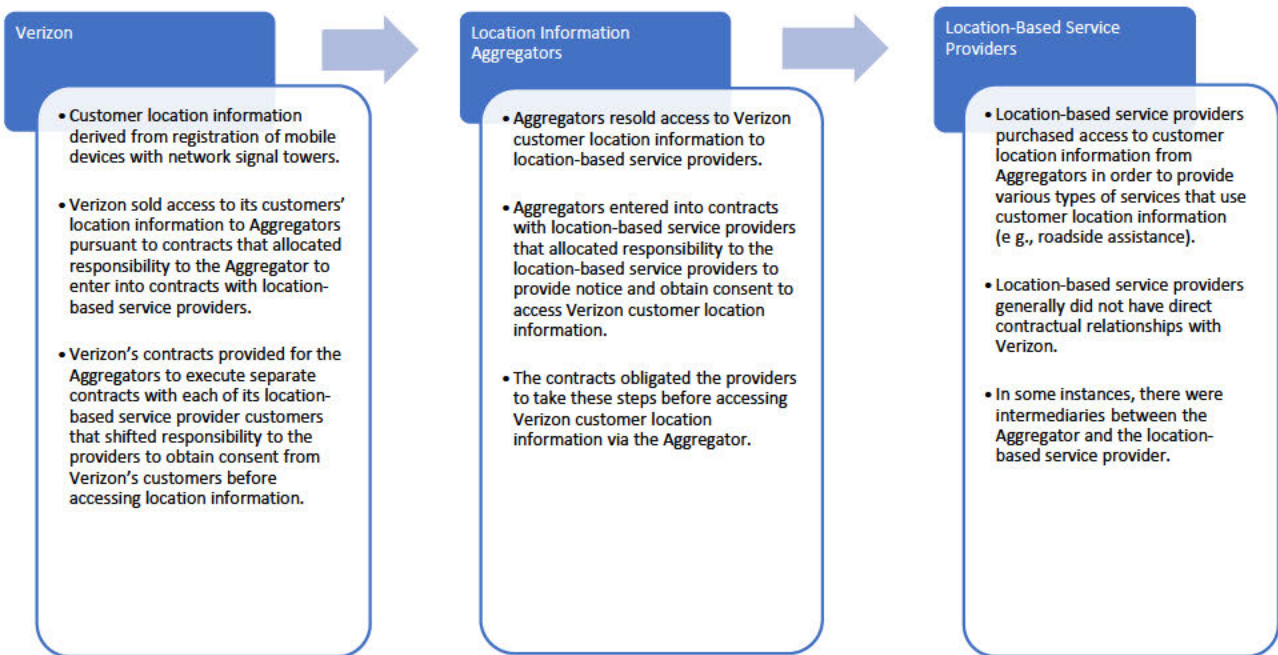 Verizon
• Customer location information
derived from registration of mobile
devices with network signal towers.
• Verizon sold access to its customers'
location information to Aggregators
pursuant to contracts that allocated
responsibility to the Aggregator to
enter into contracts with location-
based service providers.
• Verizon's contracts provided for the
Aggregators to execute separate
contracts with each of its location-
based service provider customers
that shifted responsibility to the
providers to obtain consent from
Verizon's customers before
accessing location information.
Location Information
Aggregators
• Aggregators resold access to Verizon
customer location information to
location-based service providers.
• Aggregators entered into contracts
with location-based service providers
that allocated responsibility to the
location-based service providers to
provide notice and obtain consent to
access Verizon customer location
information.
• The contracts obligated the providers
to take these steps before accessing
Verizon customer location
information via the Aggregator.
Location-Based Service
Providers
• Location-based service providers
purchased access to customer
location information from
Aggregators in order to provide
various types of services that use
customer location information
(e g., roadside assistance).
• Location-based service providers
generally did not have direct
contractual relationships with
Verizon.
• In some instances, there were
intermediaries between the
Aggregator and the location-
based service provider.